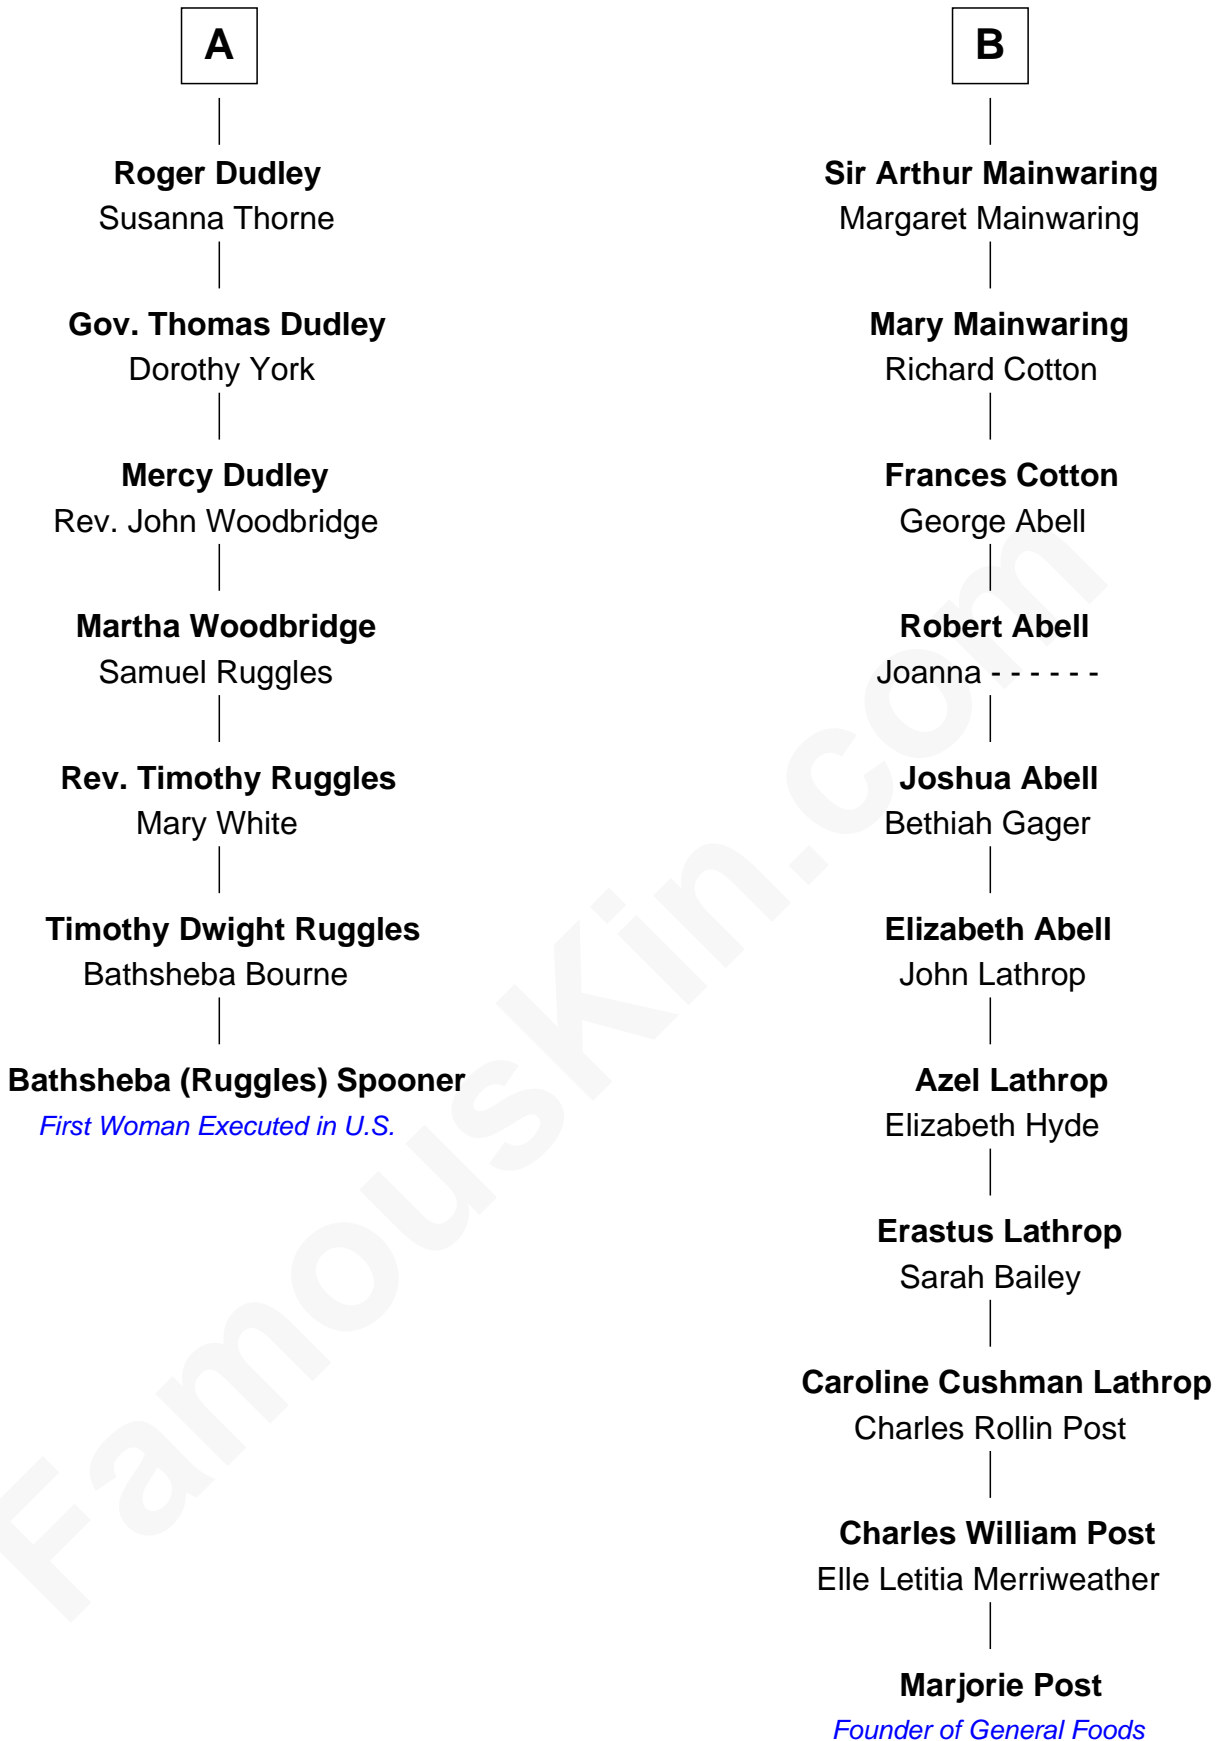 A
Roger Dudley
Susanna Thorne
Gov. Thomas Dudley
Dorothy York
Mercy Dudley
Rev. John Woodbridge
Martha Woodbridge
Samuel Ruggles
Rev. Timothy Ruggles
Mary White
Timothy Dwight Ruggles
Bathsheba Bourne
Bathsheba (Ruggles) Spooner
First Woman Executed in U.S.
B
Sir Arthur Mainwaring
Margaret Mainwaring
Mary Mainwaring
Richard Cotton
Frances Cotton
George Abell
Robert Abell
Joanna - - - - - -
Joshua Abell
Bethiah Gager
Elizabeth Abell
John Lathrop
Azel Lathrop
Elizabeth Hyde
Erastus Lathrop
Sarah Bailey
Caroline Cushman Lathrop
Charles Rollin Post
Charles William Post
Elle Letitia Merriweather
Marjorie Post
Founder of General Foods
FamousKin.com